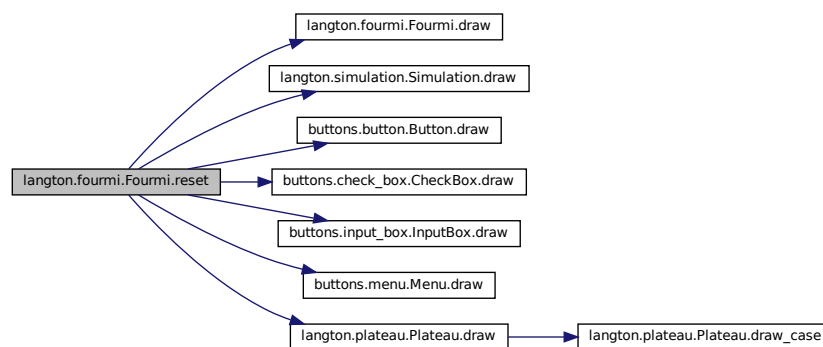 langton.fourmi.Fourmi.draw
langton.simulation.Simulation.draw
buttons.button.Button.draw
langton.fourmi.Fourmi.reset
buttons.check_box.CheckBox.draw
buttons.input_box.InputBox.draw
buttons.menu.Menu.draw
langton.plateau.Plateau.draw
langton.plateau.Plateau.draw_case